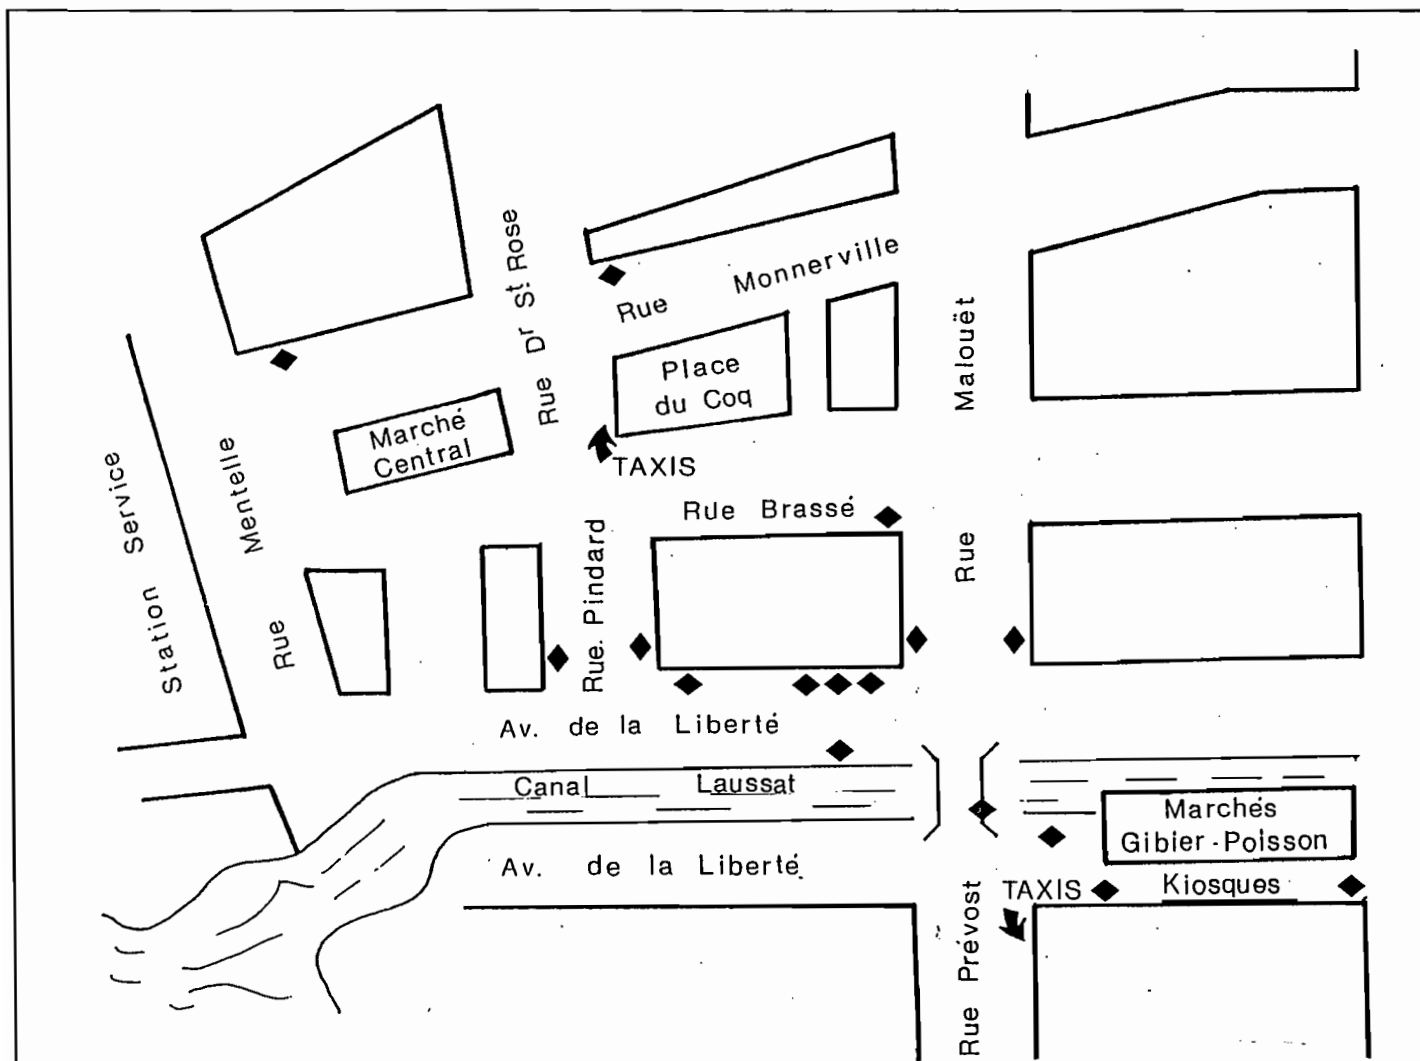 Rue Dr St Rose
Rue Monnerville
Place
du Coq
Malouët
Rue
Marché
Central
TAXIS
Station Service
Rue Mentelle
Rue Brassé
Rue. Pindard
Av. de la Liberté
Canal Laussat
Marchés
Gibier-Poisson
Av. de la Liberté
TAXIS
Kiosques
Rue Prévost